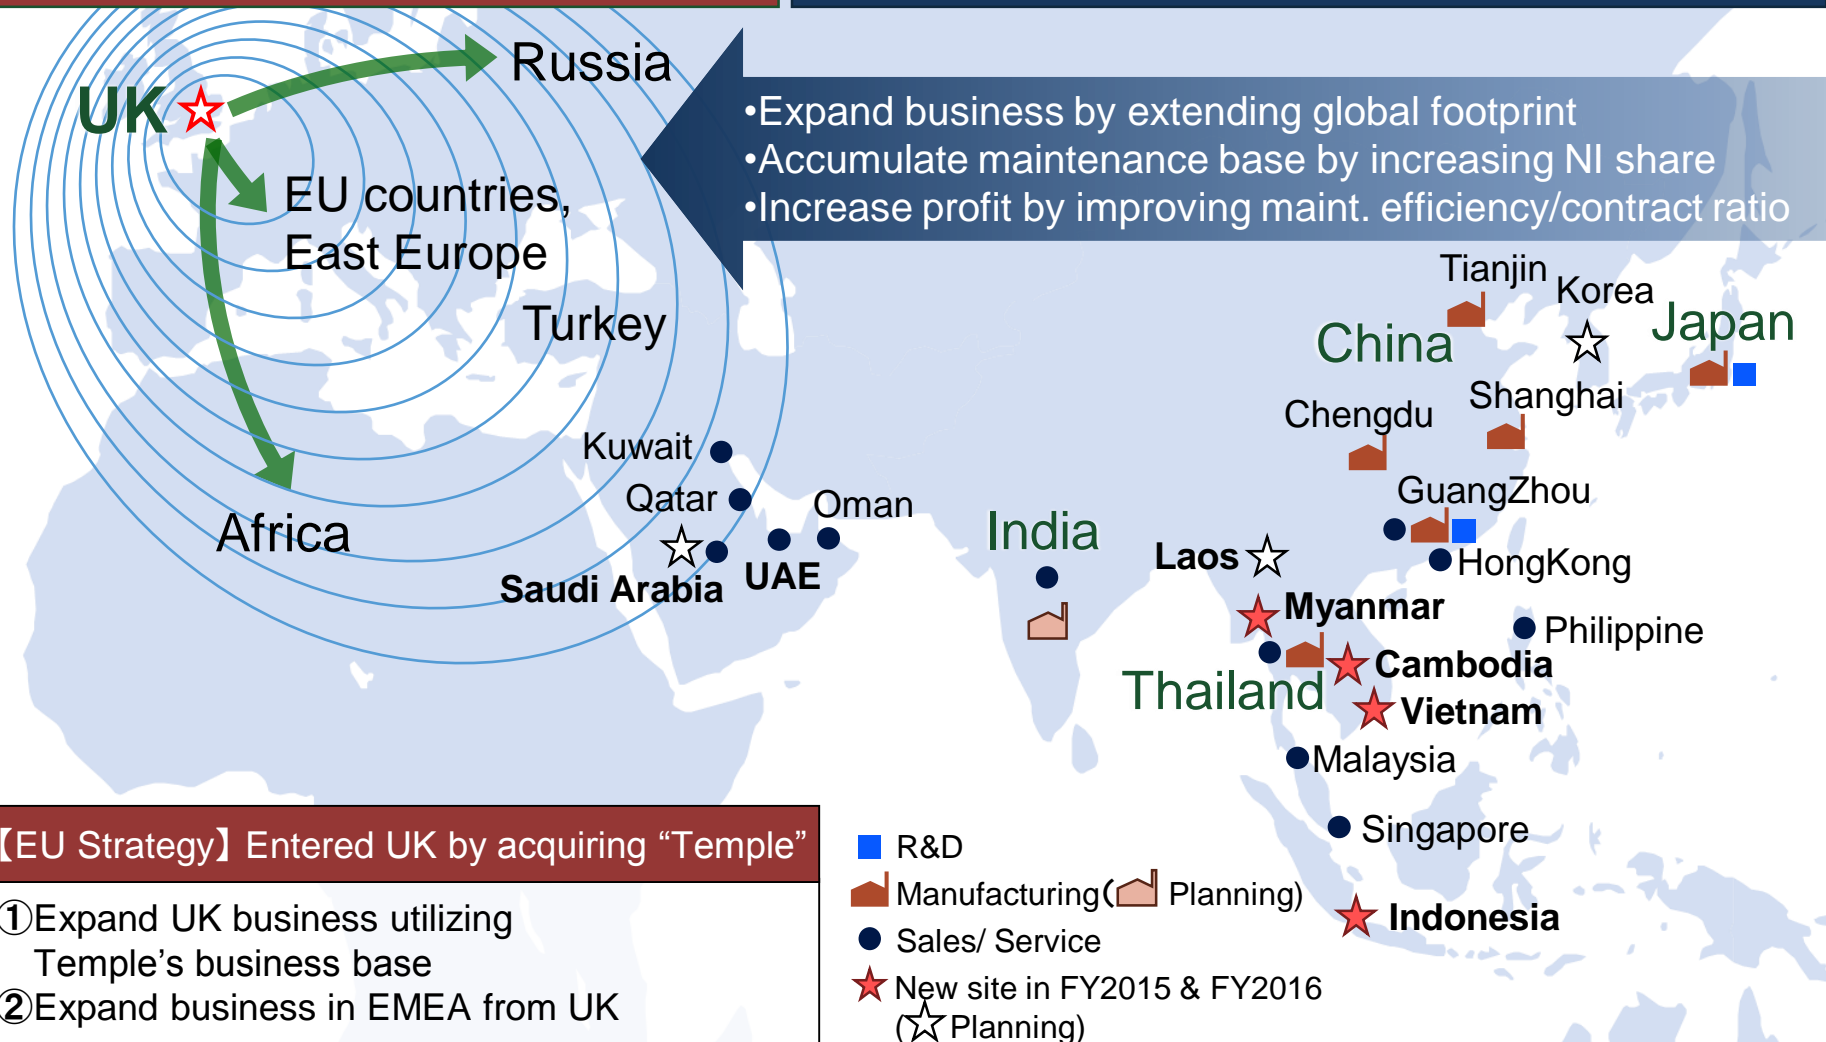 Russia
UK
•Expand business by extending global footprint
•Accumulate maintenance base by increasing NI share
•Increase profit by improving maint. efficiency/contract ratio
EU countries,
East Europe
Turkey
Tianjin
Korea
Japan
China
Shanghai
Chengdu
Kuwait
Qatar
Oman
GuangZhou
Africa
India
Laos
HongKong
Saudi Arabia
UAE
Myanmar
Philippine
Cambodia
Thailand
Vietnam
Malaysia
Singapore
Indonesia
【EU Strategy】 Entered UK by acquiring “Temple”
①Expand UK business utilizing
Temple’s business base
②Expand business in EMEA from UK
R&D
Manufacturing( Planning)
Sales/ Service
New site in FY2015 & FY2016
(☆Planning)